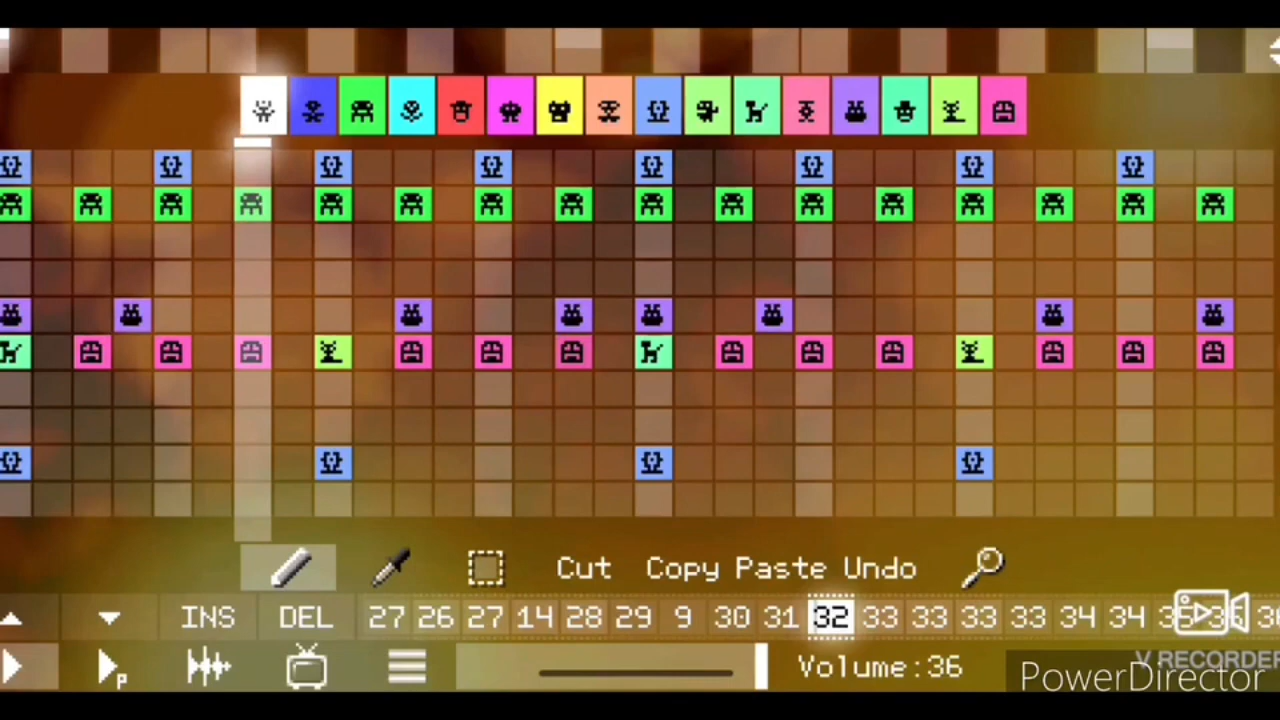 Cut Copy Paste Undo
INS DEL 27 26 27 14 28 29 9 30 31 32 33 33 33 33 34 34
P Volume:36
V RECORDER
PowerDirector